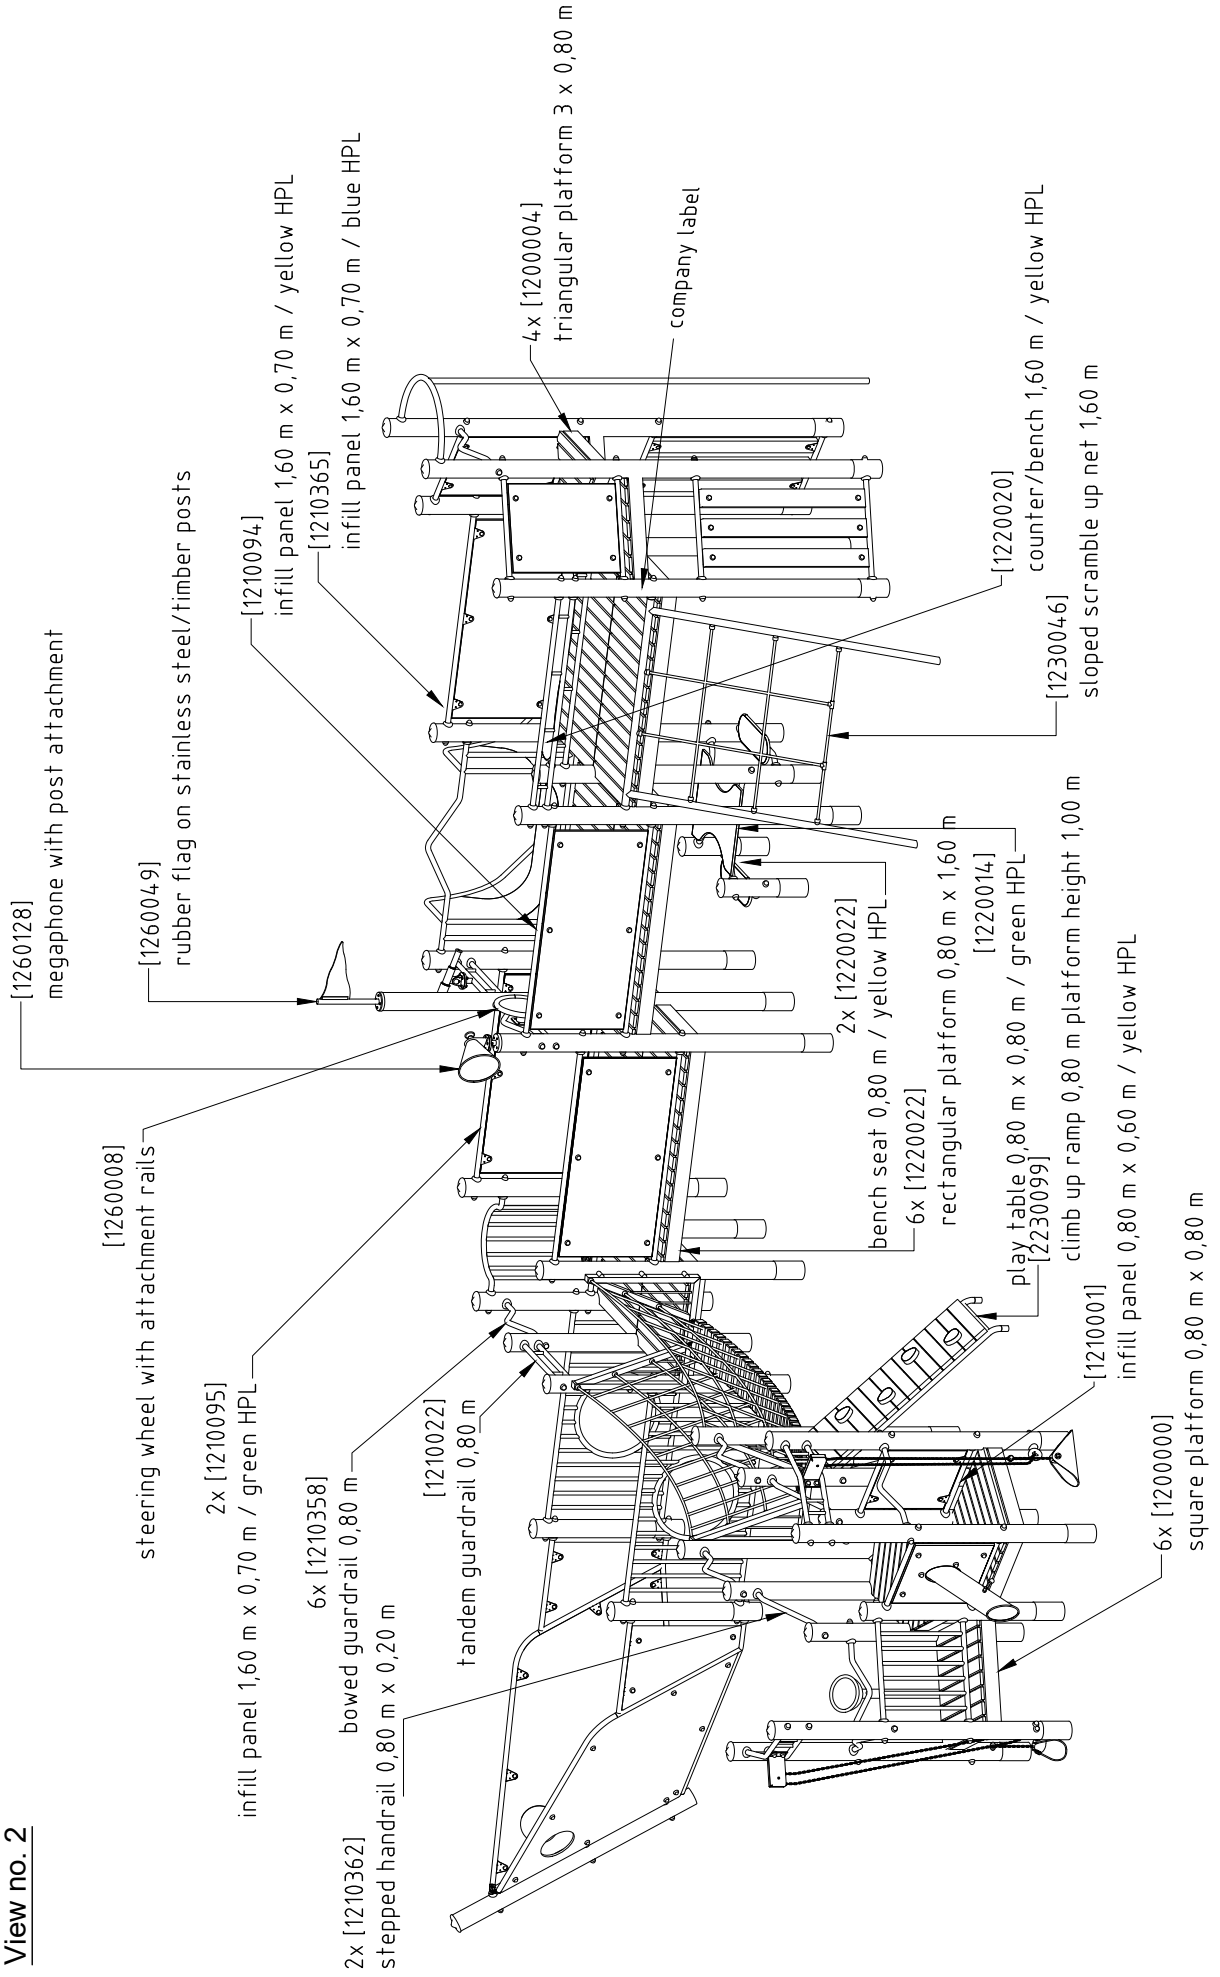 View no. 2
[1260128]
megaphone with post attachment
[1260049]
rubber flag on stainless steel/timber posts
[1260008]
steering wheel with attachment rails
[1210094]
infill panel 1,60 m x 0,70 m / yellow HPL
[1210365]
infill panel 1,60 m x 0,70 m / blue HPL
2x [1210095]
infill panel 1,60 m x 0,70 m / green HPL
6x [1210358]
bowed guardrail 0,80 m
[1210022]
tandem guardrail 0,80 m
2x [1210362]
stepped handrail 0,80 m x 0,20 m
4x [1200004]
triangular platform 3 x 0,80 m
company label
2x [1220022]
bench seat 0,80 m / yellow HPL
6x [1220022]
rectangular platform 0,80 m x 1,60 m
[1220014]
play table 0,80 m x 0,80 m / green HPL
[1220020]
counter/bench 1,60 m / yellow HPL
[1230046]
sloped scramble up net 1,60 m
[2230099]
climb up ramp 0,80 m platform height 1,00 m
[1210001]
infill panel 0,80 m x 0,60 m / yellow HPL
6x [1200000]
square platform 0,80 m x 0,80 m